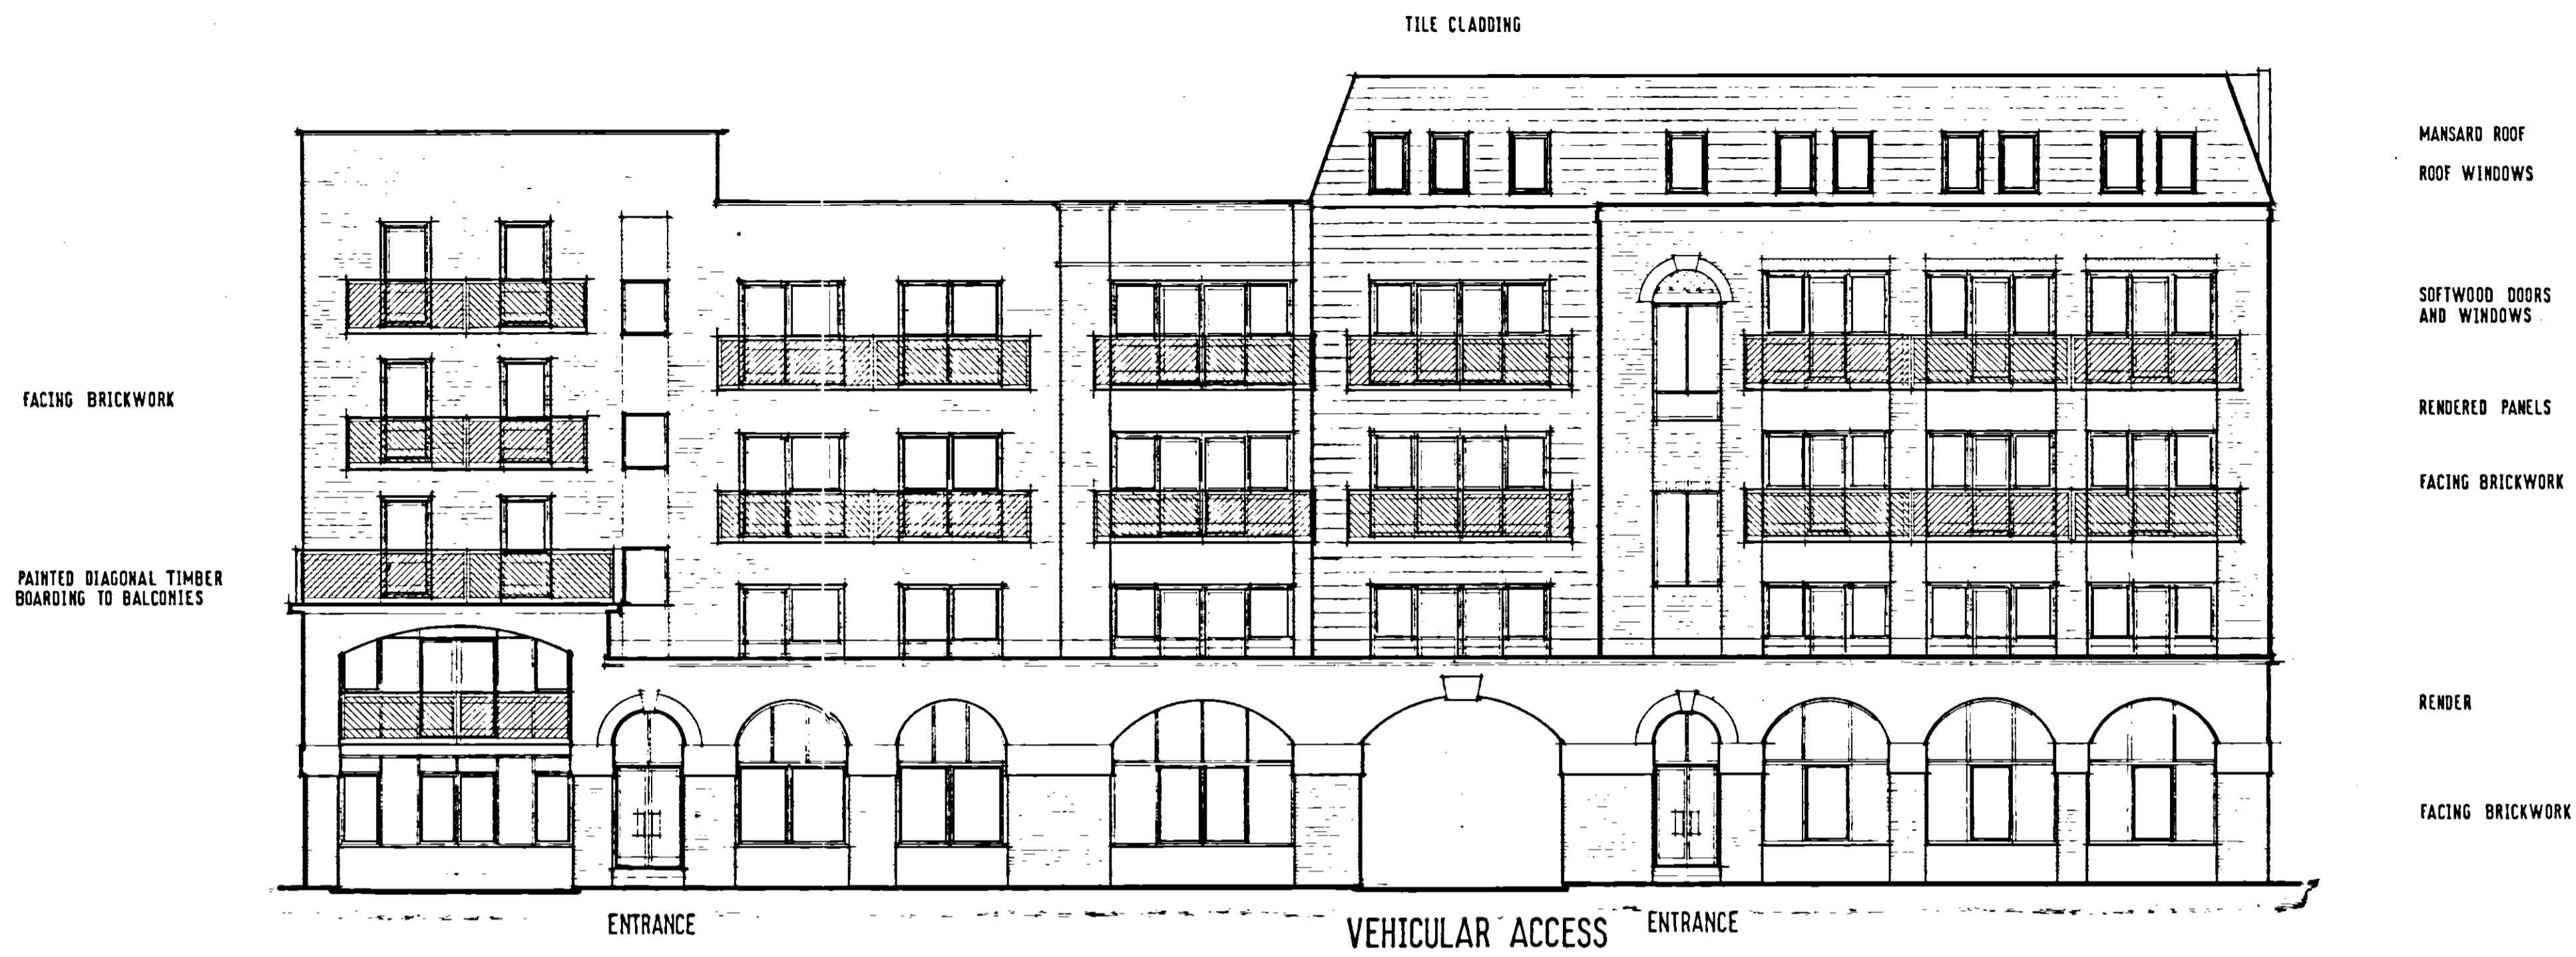 TILE CLADDING
MANSARD ROOF
ROOF WINDOWS
SOFTWOOD DOORS
AND WINDOWS
FACING BRICKWORK
RENDERED PANELS
FACING BRICKWORK
PAINTED DIAGONAL TIMBER
BOARDING TO BALCONIES
RENDER
FACING BRICKWORK
ENTRANCE
VEHICULAR ACCESS
ENTRANCE